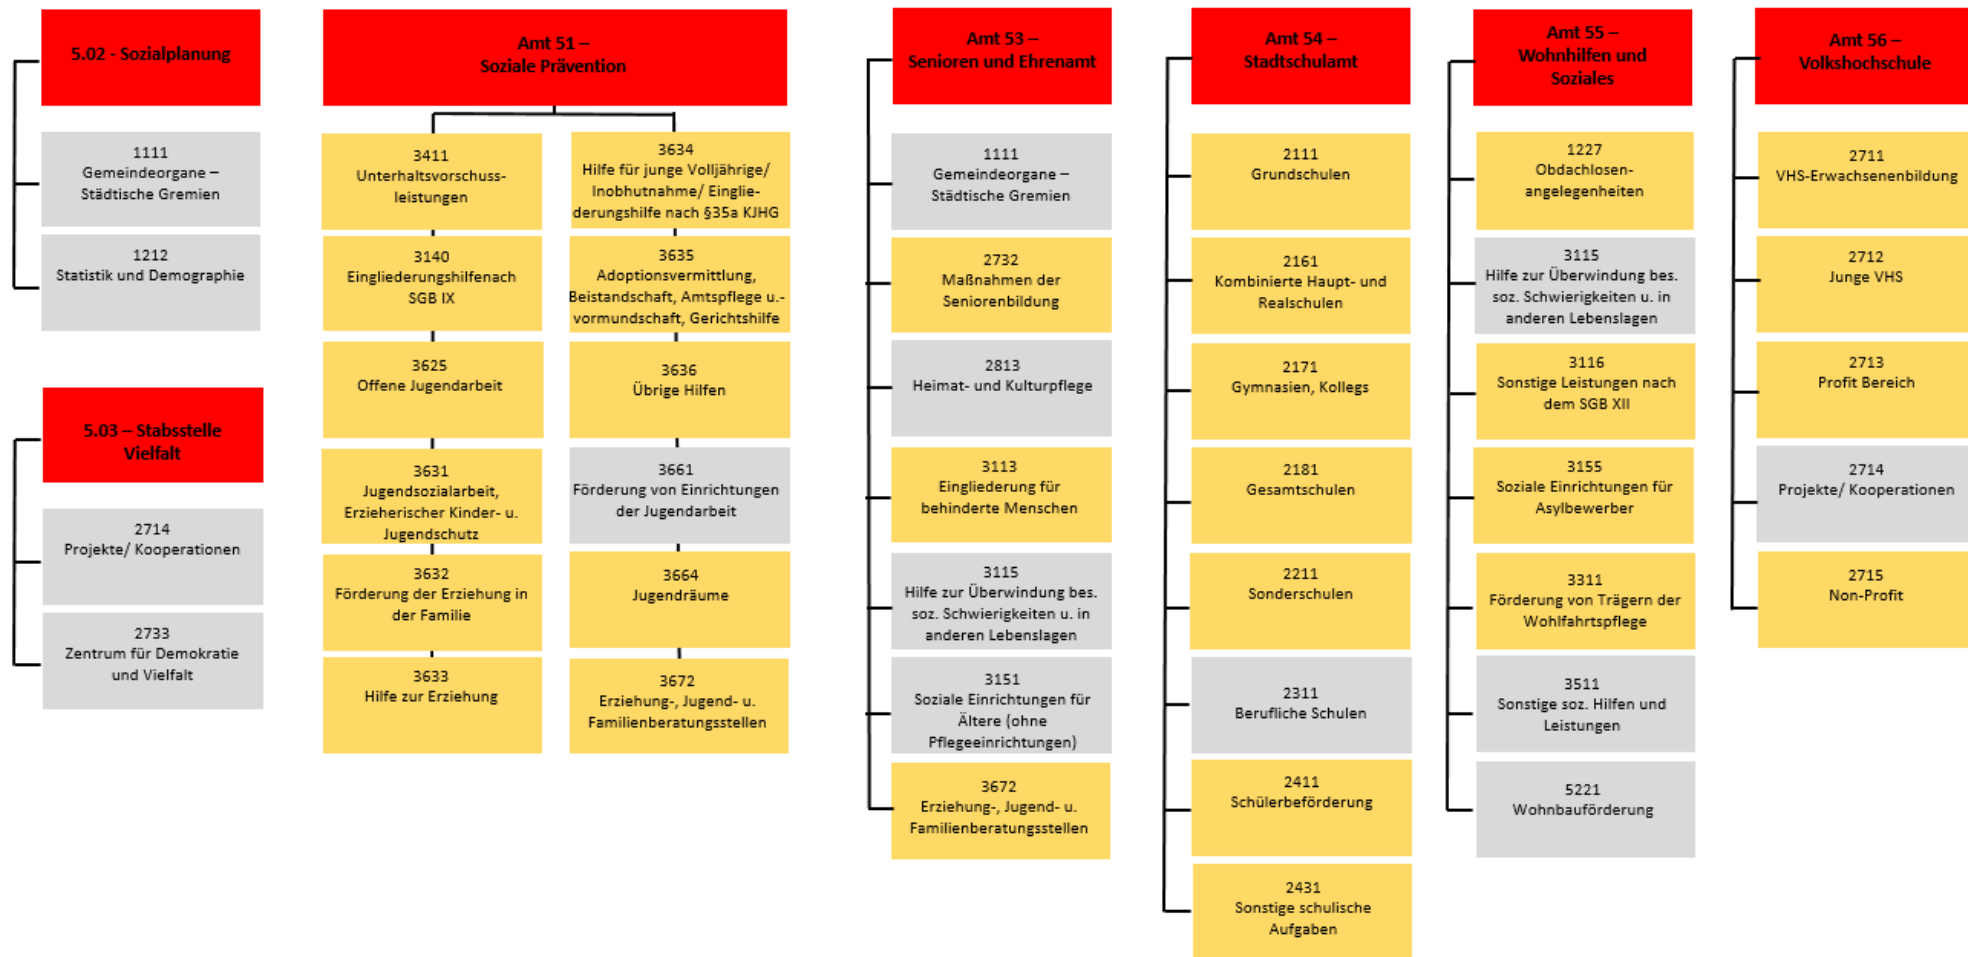 5.02 - Sozialplanung
1111
Gemeindeorgane –
Städtische Gremien
1212
Statistik und Demographie
5.03 – Stabsstelle
Vielfalt
2714
Projekte/ Kooperationen
2733
Zentrum für Demokratie
und Vielfalt
Amt 51 –
Soziale Prävention
3411
Unterhaltsvorschuss-
leistungen
3140
Eingliederungshilfenach
SGB IX
3625
Offene Jugendarbeit
3631
Jugendsozialarbeit,
Erzieherischer Kinder- u.
Jugendschutz
3632
Förderung der Erziehung in
der Familie
3633
Hilfe zur Erziehung
3634
Hilfe für junge Volljährige/
Inobhutnahme/ Einglie-
derungshilfe nach §35a KJHG
3635
Adoptionsvermittlung,
Beistandschaft, Amtspflege u.-
vormundschaft, Gerichtshilfe
3636
Übrige Hilfen
3661
Förderung von Einrichtungen
der Jugendarbeit
3664
Jugendräume
3672
Erziehung-, Jugend- u.
Familienberatungsstellen
Amt 53 –
Senioren und Ehrenamt
1111
Gemeindeorgane –
Städtische Gremien
2732
Maßnahmen der
Seniorenbildung
2813
Heimat- und Kulturpflege
3113
Eingliederung für
behinderte Menschen
3115
Hilfe zur Überwindung bes.
soz. Schwierigkeiten u. in
anderen Lebenslagen
3151
Soziale Einrichtungen für
Ältere (ohne
Pflegeeinrichtungen)
3672
Erziehung-, Jugend- u.
Familienberatungsstellen
Amt 54 –
Stadtschulamt
2111
Grundschulen
2161
Kombinierte Haupt- und
Realschulen
2171
Gymnasien, Kollegs
2181
Gesamtschulen
2211
Sonderschulen
2311
Berufliche Schulen
2411
Schülerbeförderung
2431
Sonstige schulische
Aufgaben
Amt 55 –
Wohnhilfen und
Soziales
1227
Obdachlosen-
angelegenheiten
3115
Hilfe zur Überwindung bes.
soz. Schwierigkeiten u. in
anderen Lebenslagen
3116
Sonstige Leistungen nach
dem SGB XII
3155
Soziale Einrichtungen für
Asylbewerber
3311
Förderung von Trägern der
Wohlfahrtspflege
3511
Sonstige soz. Hilfen und
Leistungen
5221
Wohnbauförderung
Amt 56 –
Volkshochschule
2711
VHS-Erwachsenenbildung
2712
Junge VHS
2713
Profit Bereich
2714
Projekte/ Kooperationen
2715
Non-Profit